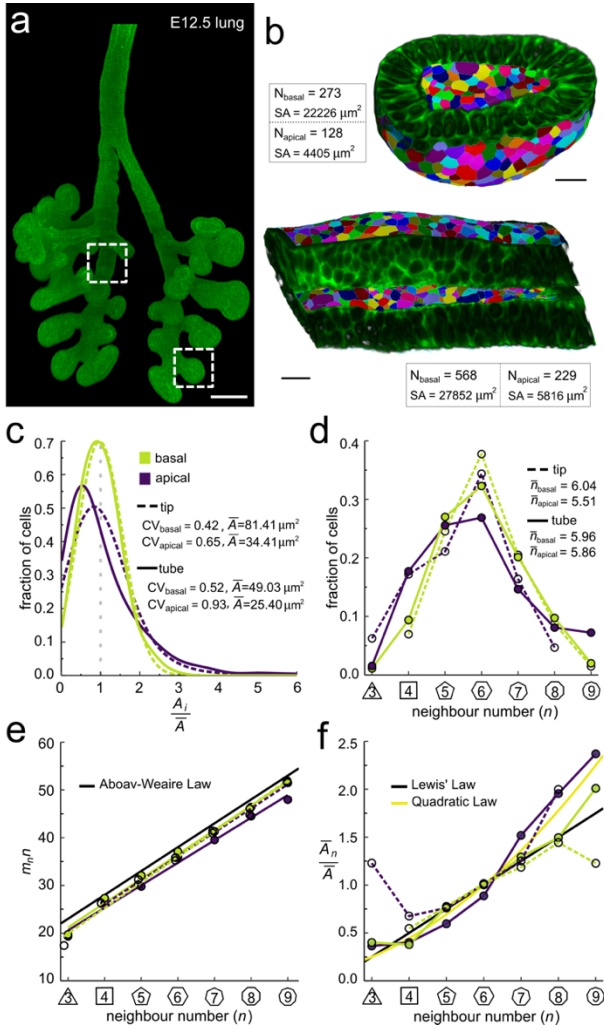 a
E12.5 lung
b
N_basal = 273
SA = 22226 µm²
N_apical = 128
SA = 4405 µm²
N_basal = 568
SA = 27852 µm²
N_apical = 229
SA = 5816 µm²
c
fraction of cells
0.7
0.6
0.5
0.4
0.3
0.2
0.1
0.0
basal
apical
tip
CV_basal = 0.42, A̅=81.41 µm²
CV_apical = 0.65, A̅=34.41 µm²
tube
CV_basal = 0.52, A̅=49.03 µm²
CV_apical = 0.93, A̅=25.40 µm²
0 1 2 3 4 5 6
A_i
A̅
d
fraction of cells
0.4
0.3
0.2
0.1
0.0
tip
n̅_basal = 6.04
n̅_apical = 5.51
tube
n̅_basal = 5.96
n̅_apical = 5.86
3 4 5 6 7 8 9
neighbour number (n)
e
m_n n
60
50
40
30
20
10
Aboav-Weaire Law
3 4 5 6 7 8 9
neighbour number (n)
f
A̅_n
A̅
2.5
2.0
1.5
1.0
0.5
0.0
Lewis' Law
Quadratic Law
3 4 5 6 7 8 9
neighbour number (n)